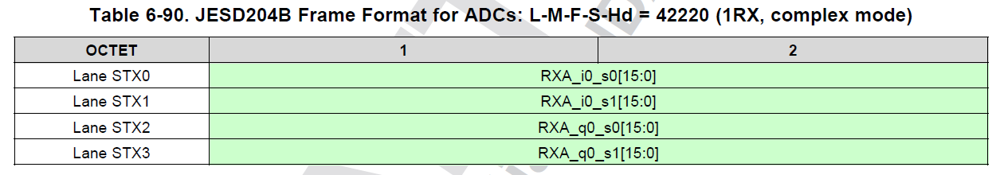 Table 6-90. JESD204B Frame Format for ADCs: L-M-F-S-Hd = 42220 (1RX, complex mode)
OCTET 1 2
Lane STX0 RXA_i0_s0[15:0]
Lane STX1 RXA_i0_s1[15:0]
Lane STX2 RXA_q0_s0[15:0]
Lane STX3 RXA_q0_s1[15:0]